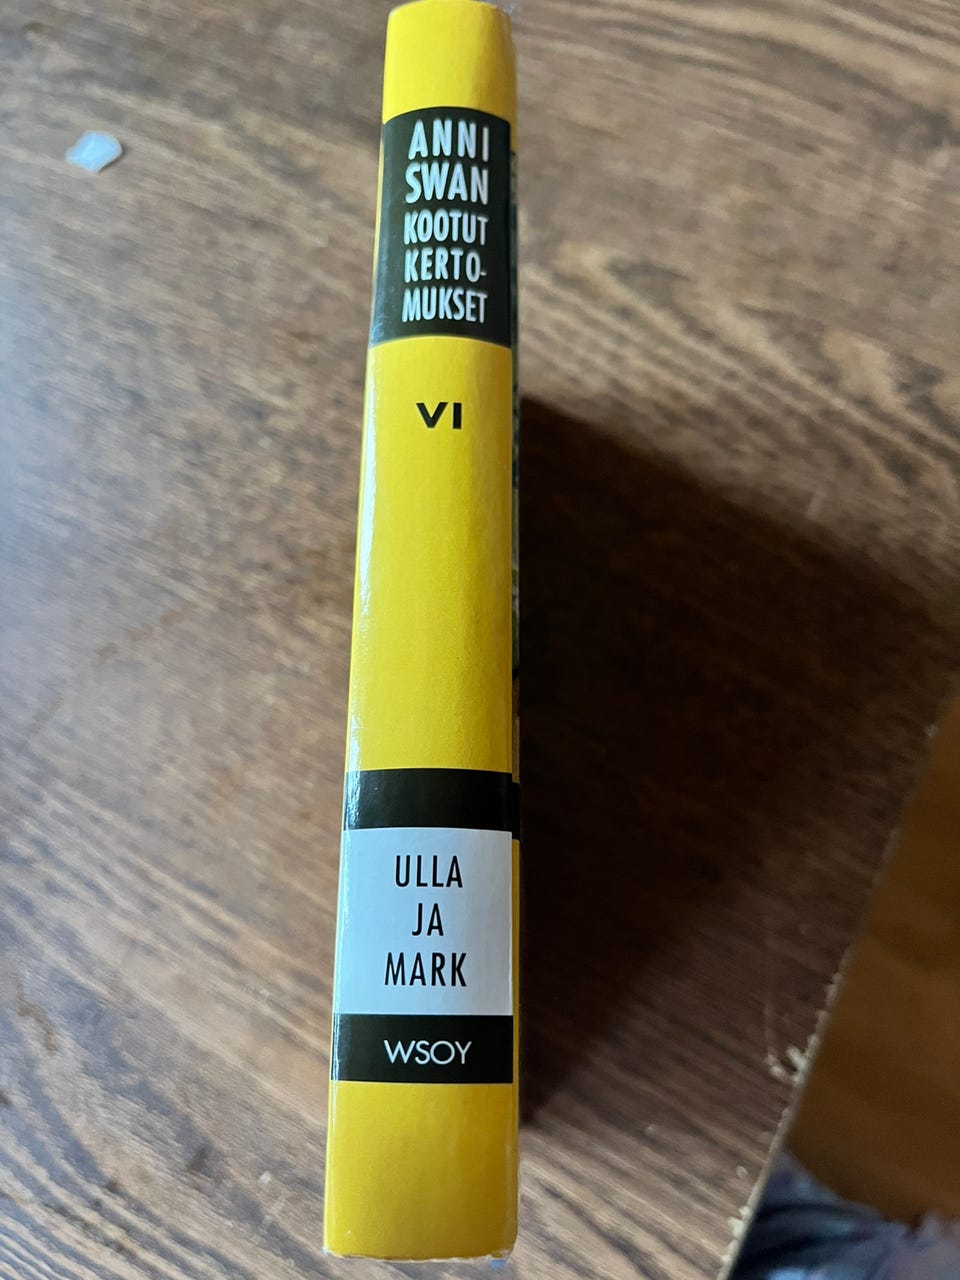 ANNI
SWAN
KOOTUT
KERTO-
MUKSET
VI
ULLA
JA
MARK
WSOY